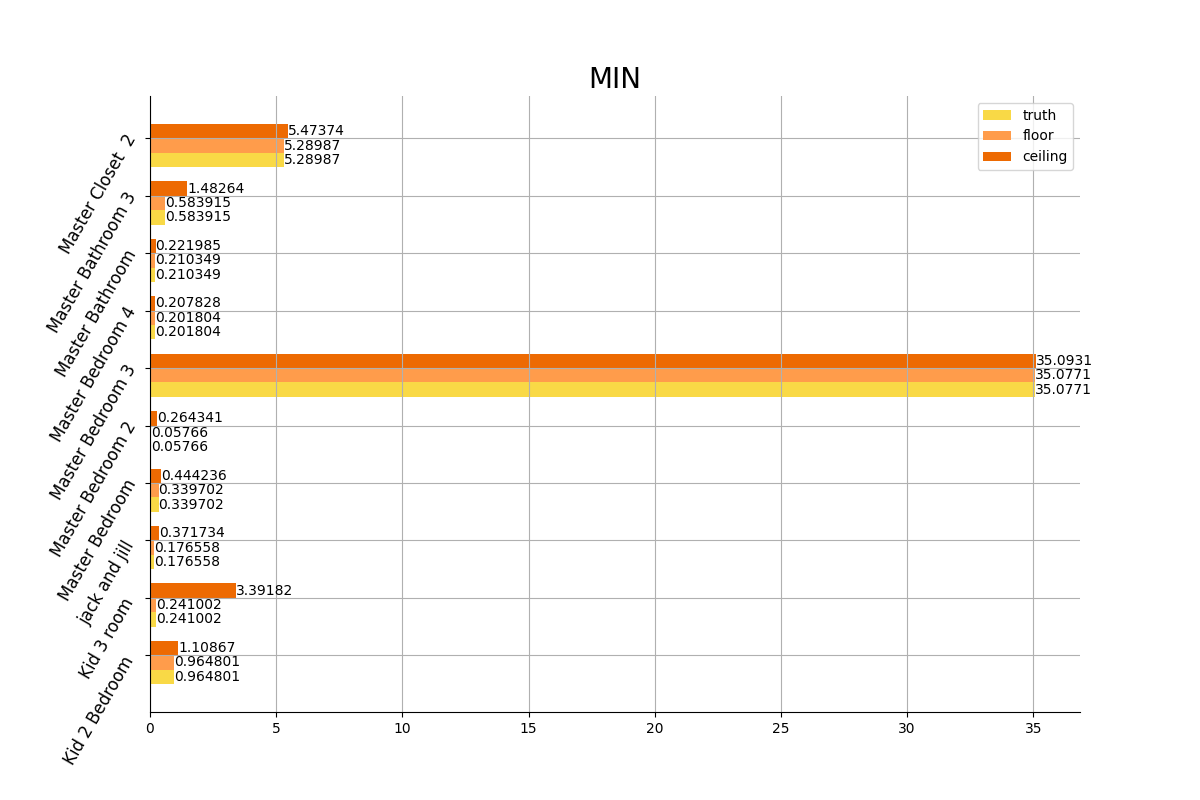 MIN
truth
floor
ceiling
Master Closet  2
5.47374
5.28987
5.28987
Master Bathroom 3
1.48264
0.583915
0.583915
Master Bathroom
0.221985
0.210349
0.210349
Master Bedroom 4
0.207828
0.201804
0.201804
Master Bedroom 3
35.0931
35.0771
35.0771
Master Bedroom 2
0.264341
0.05766
0.05766
Master Bedroom
0.444236
0.339702
0.339702
jack and jill
0.371734
0.176558
0.176558
Kid 3 room
3.39182
0.241002
0.241002
Kid 2 Bedroom
1.10867
0.964801
0.964801
0 5 10 15 20 25 30 35